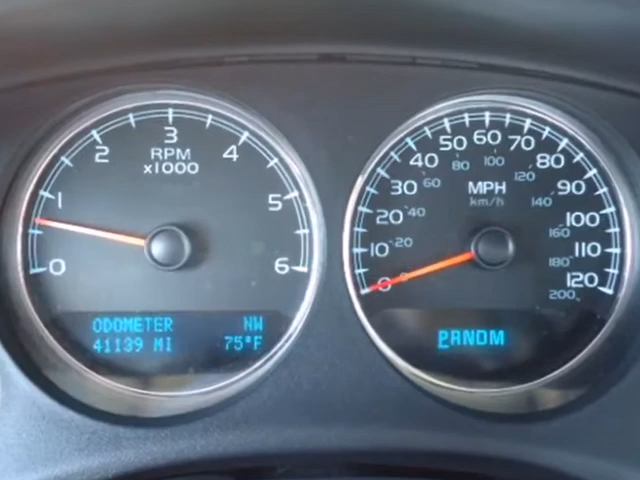 0 1 2 3 4 5 6
RPM
x1000
ODOMETER NW
41139 MI 75°F
0 10 20 30 40 50 60 70 80 90 100 110 120
0 20 40 60 80 100 120 140 160 180 200
MPH
km/h
PRNDM